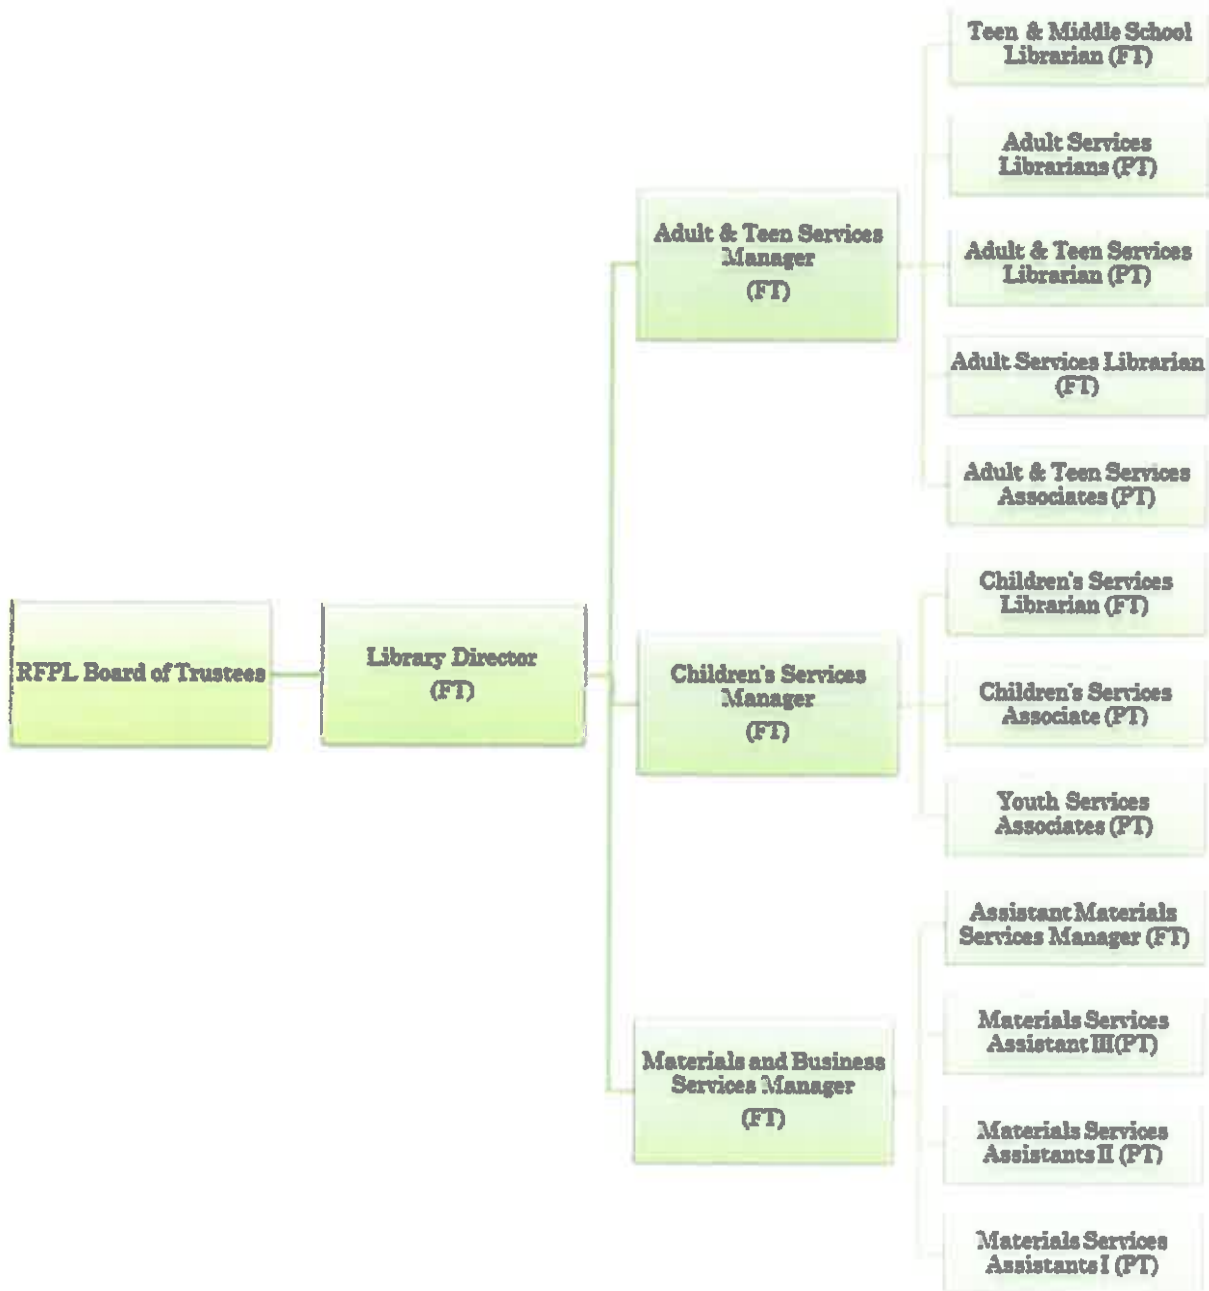 RFPL Board of Trustees
Library Director
(FT)
Adult & Teen Services
Manager
(FT)
Teen & Middle School
Librarian (FT)
Adult Services
Librarians (PT)
Adult & Teen Services
Librarian (PT)
Adult Services Librarian
(FT)
Adult & Teen Services
Associates (PT)
Children's Services
Manager
(FT)
Children's Services
Librarian (FT)
Children's Services
Associate (PT)
Youth Services
Associates (PT)
Materials and Business
Services Manager
(FT)
Assistant Materials
Services Manager (FT)
Materials Services
Assistant III(PT)
Materials Services
Assistants II (PT)
Materials Services
Assistants I (PT)